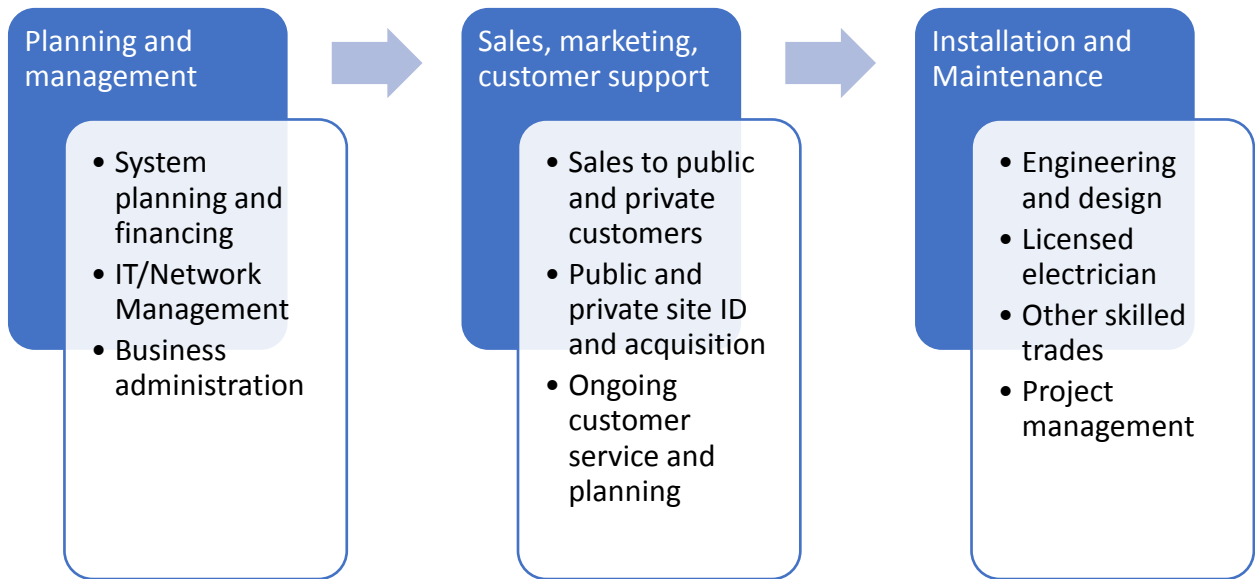 Planning and
management
• System
planning and
financing
• IT/Network
Management
• Business
administration
Sales, marketing,
customer support
• Sales to public
and private
customers
• Public and
private site ID
and acquisition
• Ongoing
customer
service and
planning
Installation and
Maintenance
• Engineering
and design
• Licensed
electrician
• Other skilled
trades
• Project
management